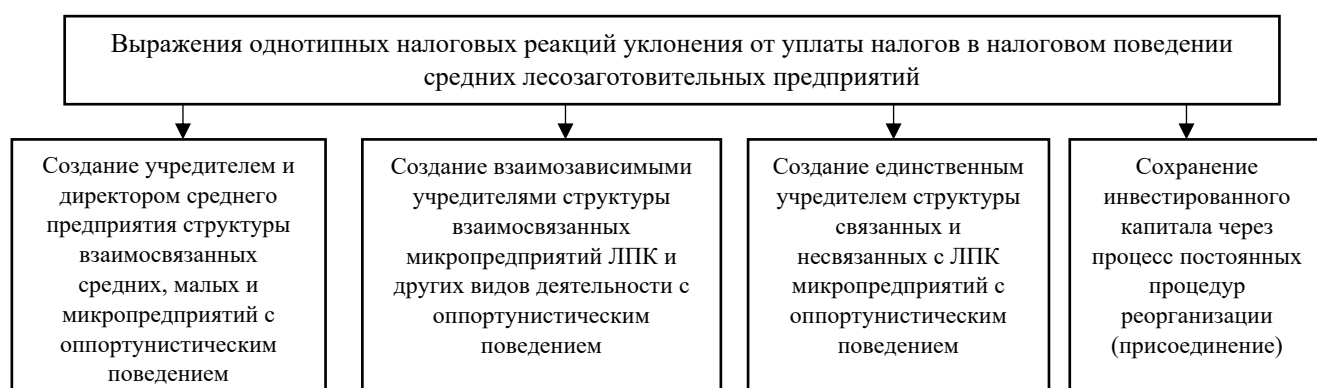 Выражения однотипных налоговых реакций уклонения от уплаты налогов в налоговом поведении
средних лесозаготовительных предприятий
Создание учредителем и
директором среднего
предприятия структуры
взаимосвязанных
средних, малых и
микропредприятий с
оппортунистическим
поведением
Создание взаимозависимыми
учредителями структуры
взаимосвязанных
микропредприятий ЛПК и
других видов деятельности с
оппортунистическим
поведением
Создание единственным
учредителем структуры
связанных и
несвязанных с ЛПК
микропредприятий с
оппортунистическим
поведением
Сохранение
инвестированного
капитала через
процесс постоянных
процедур
реорганизации
(присоединение)